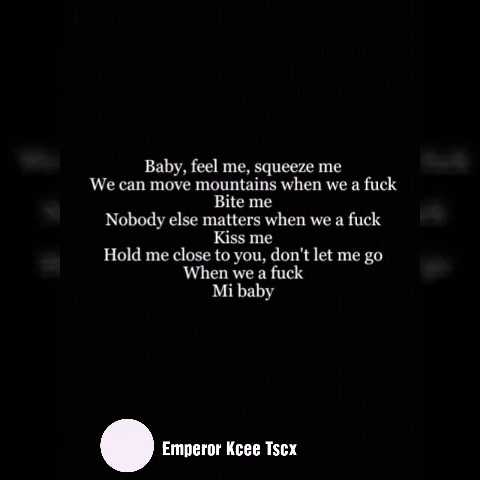 Baby, feel me, squeeze me
We can move mountains when we a fuck
Bite me
Nobody else matters when we a fuck
Kiss me
Hold me close to you, don't let me go
When we a fuck
Mi baby
Emperor Kcee Tscx